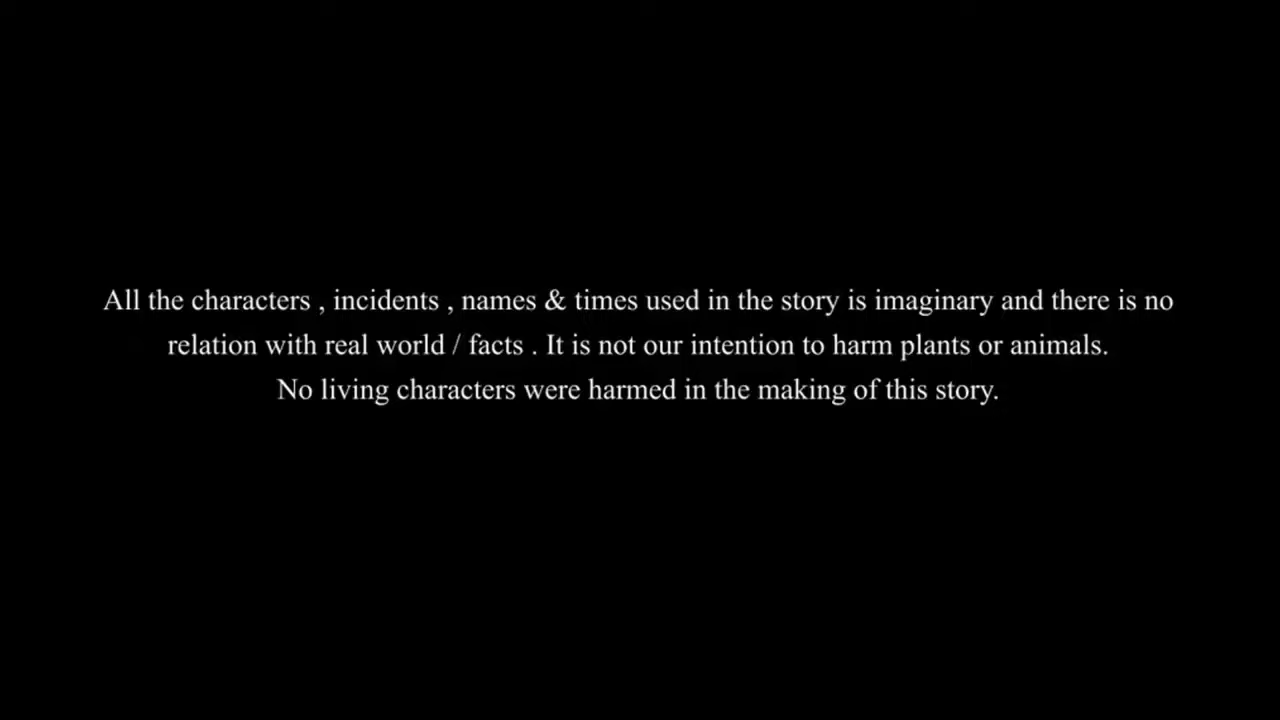 All the characters , incidents , names & times used in the story is imaginary and there is no
relation with real world / facts . It is not our intention to harm plants or animals.
No living characters were harmed in the making of this story.